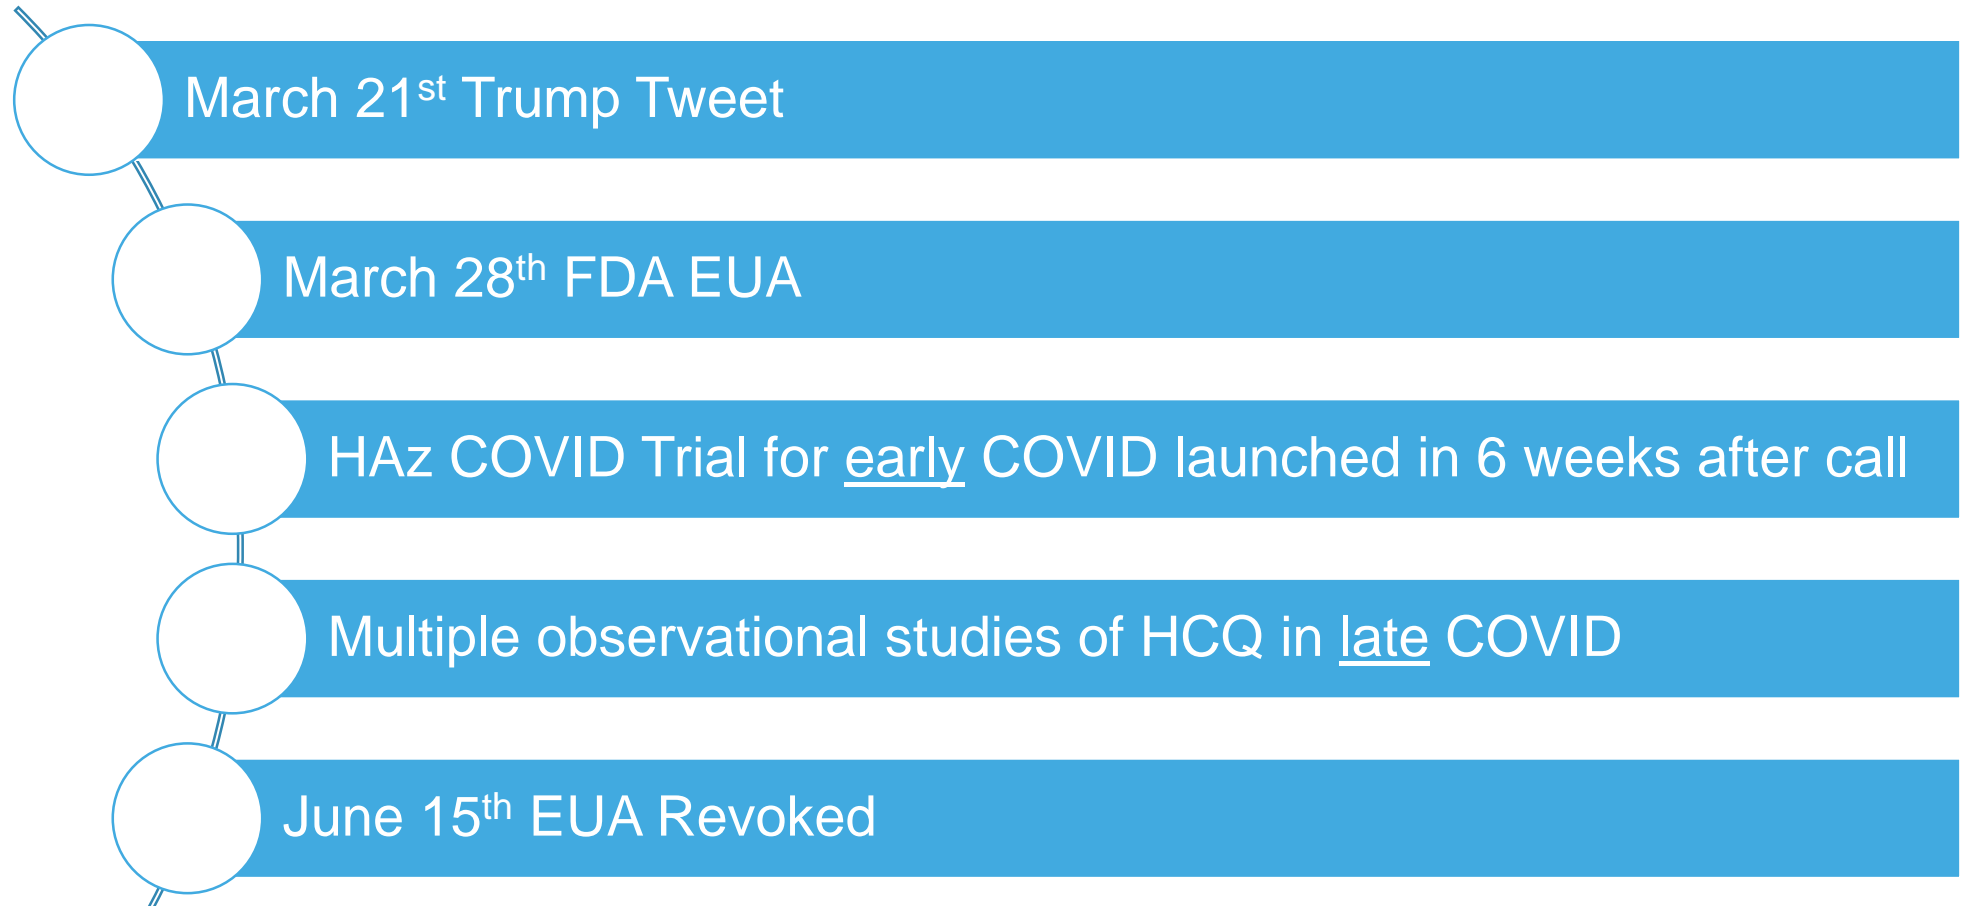 March 21st Trump Tweet
March 28th FDA EUA
HAz COVID Trial for early COVID launched in 6 weeks after call
Multiple observational studies of HCQ in late COVID
June 15th EUA Revoked